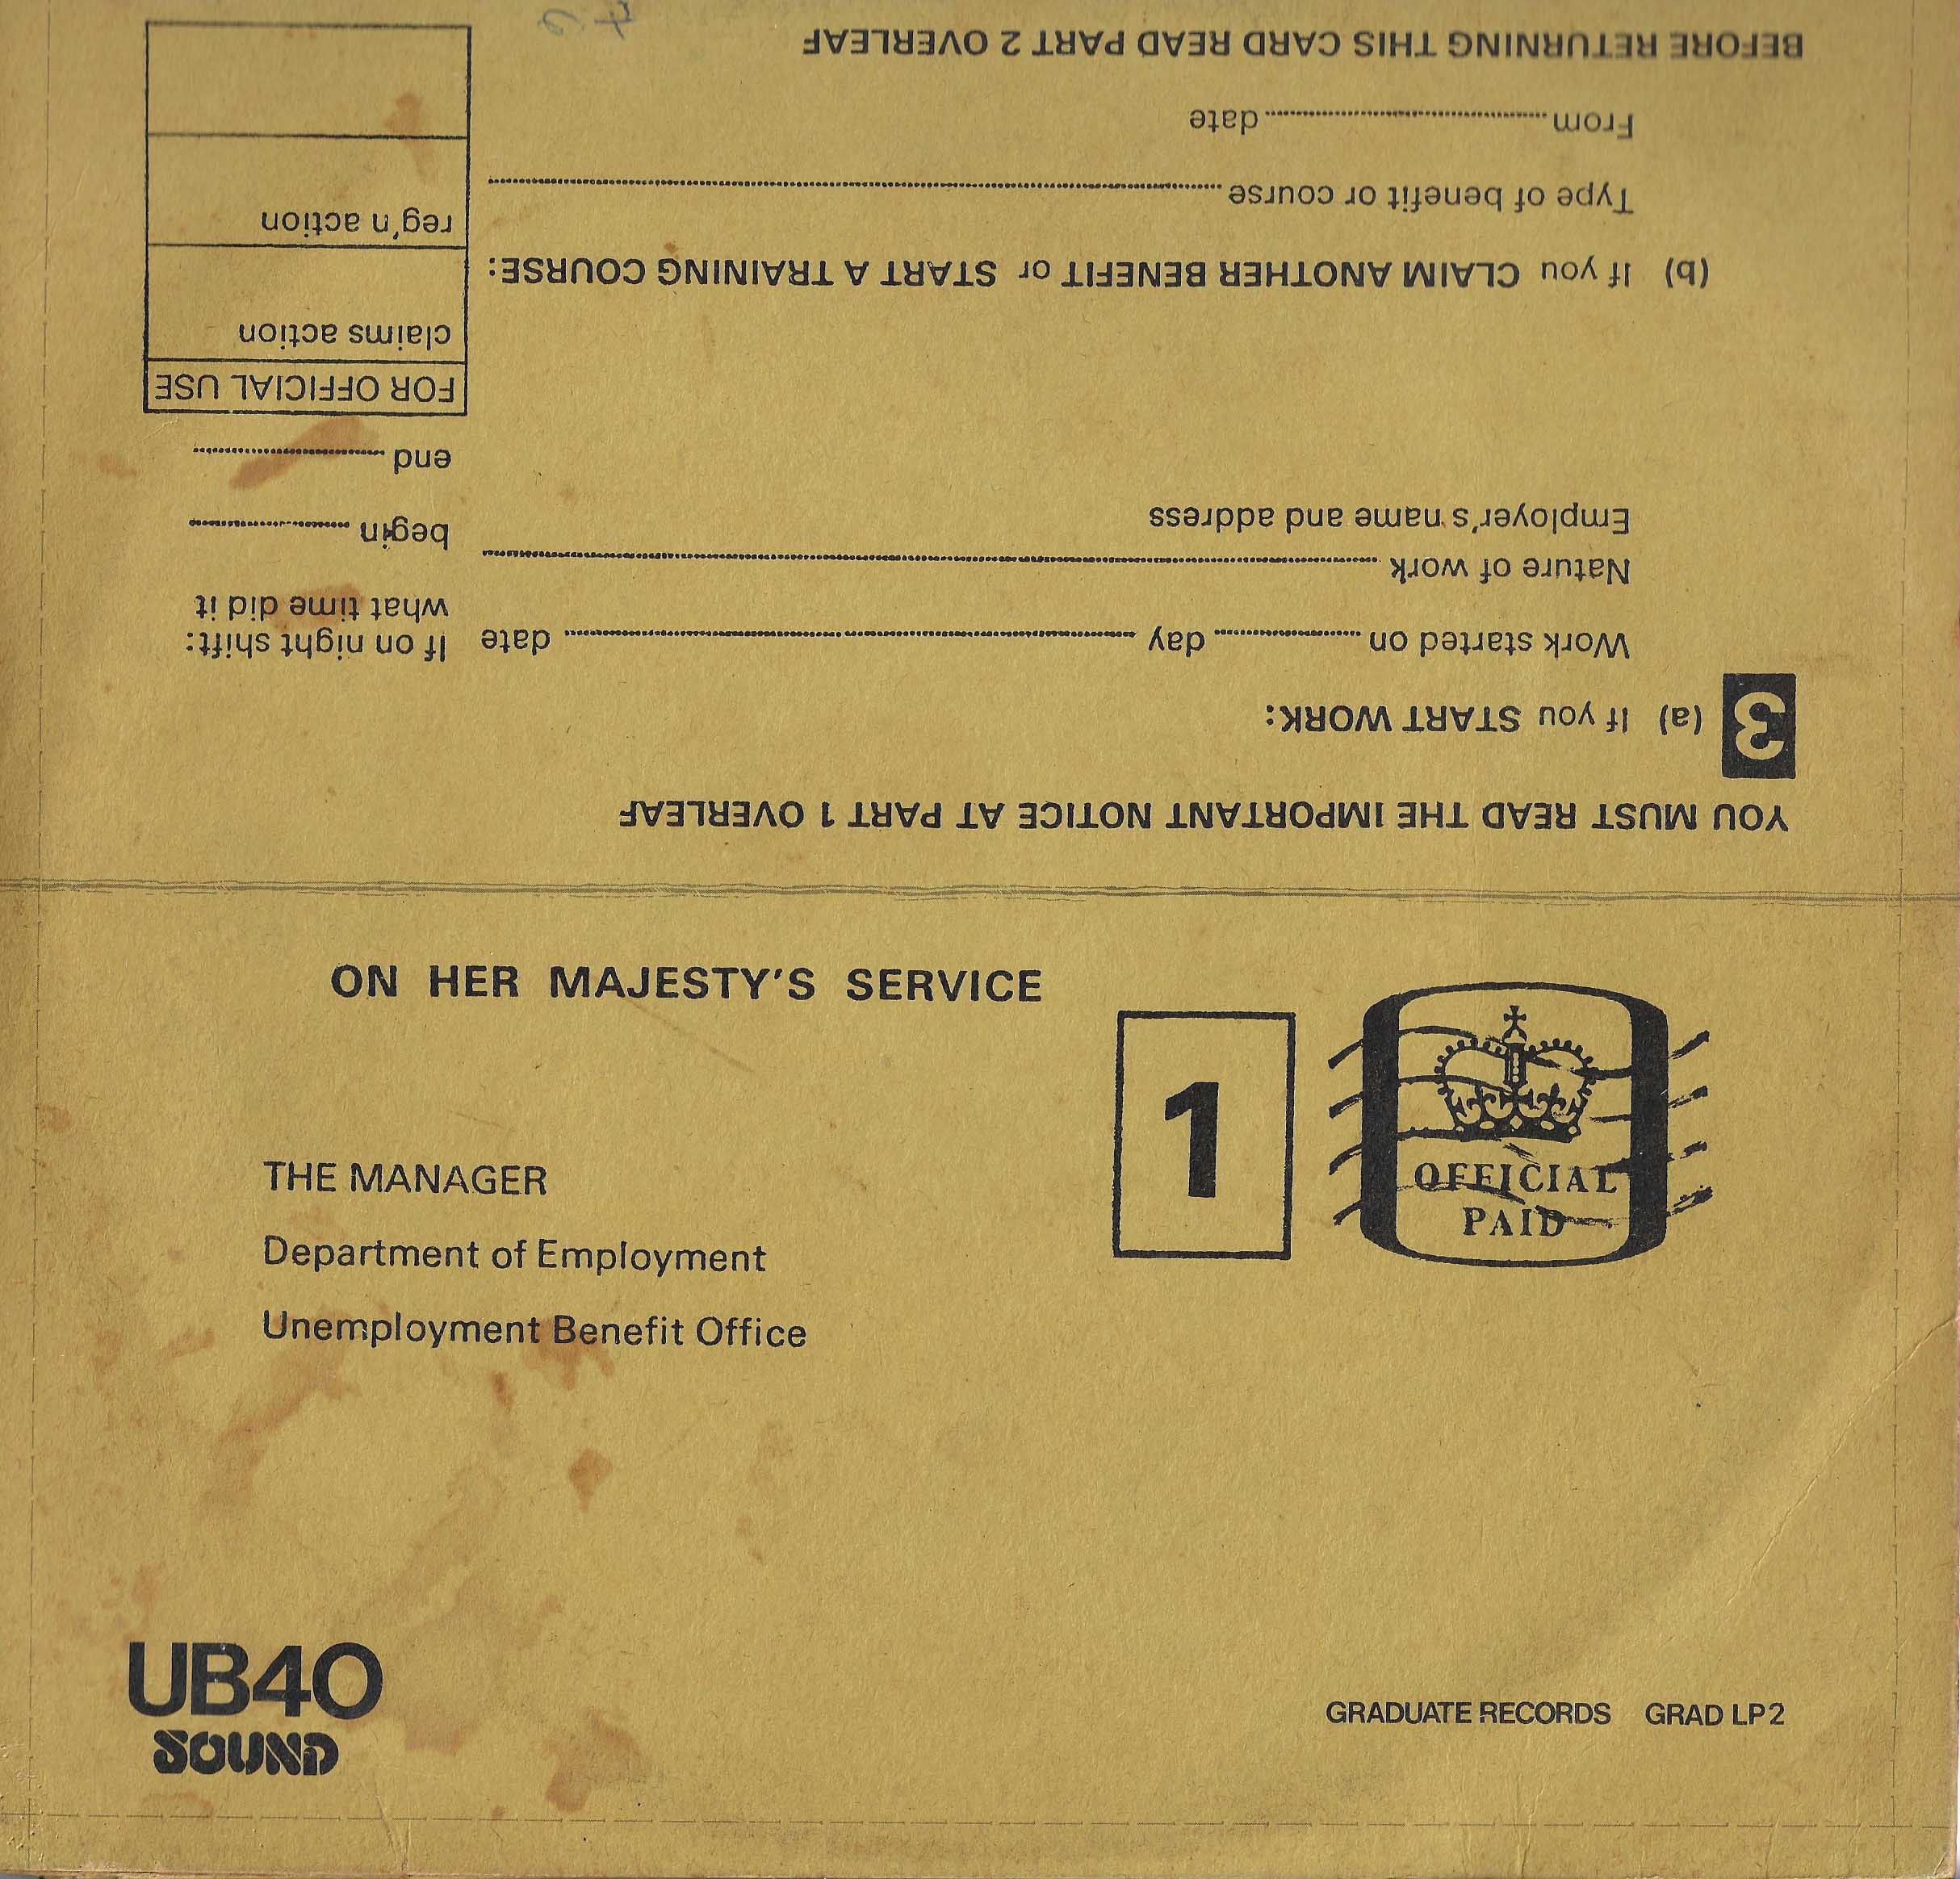 YOU MUST READ THE IMPORTANT NOTICE AT PART 1 OVERLEAF
3 (a) If you START WORK:
Work started on ........ day ........ date
If on night shift:
what time did it
Nature of work
begin
Employer's name and address
end
FOR OFFICIAL USE
claims action
(b) If you CLAIM ANOTHER BENEFIT or START A TRAINING COURSE:
reg'n action
Type of benefit or course
From ........ date
BEFORE RETURNING THIS CARD READ PART 2 OVERLEAF
ON HER MAJESTY'S SERVICE
1
OFFICIAL
PAID
THE MANAGER
Department of Employment
Unemployment Benefit Office
UB40
SOUND
GRADUATE RECORDS GRAD LP2